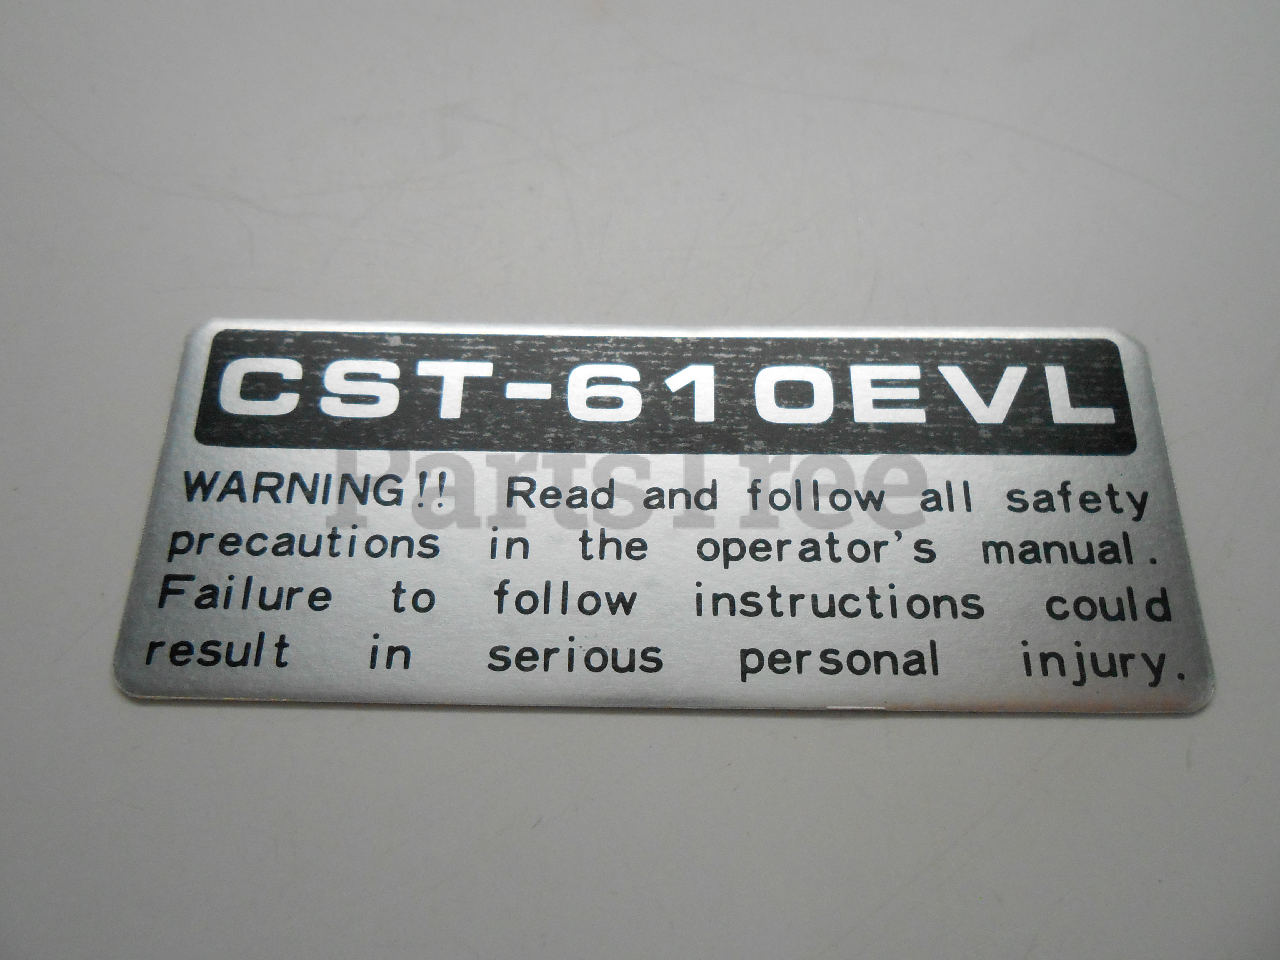 CST-610EVL
WARNING!! Read and follow all safety
precautions in the operator's manual.
Failure to follow instructions could
result in serious personal injury.
PartsTree